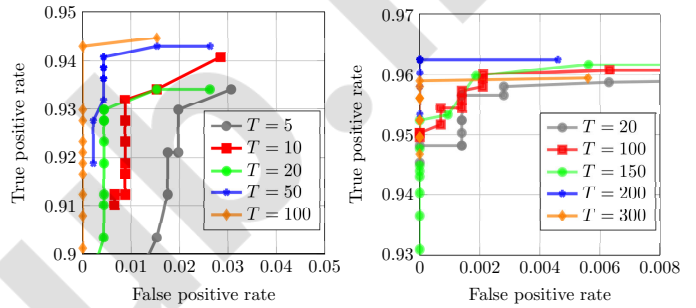 0.95
0.94
0.93
0.92
0.91
0.9
True positive rate
0
0.01
0.02
0.03
0.04
0.05
False positive rate
T = 5
T = 10
T = 20
T = 50
T = 100
0.97
0.96
0.95
0.94
0.93
True positive rate
0
0.002
0.004
0.006
0.008
False positive rate
T = 20
T = 100
T = 150
T = 200
T = 300